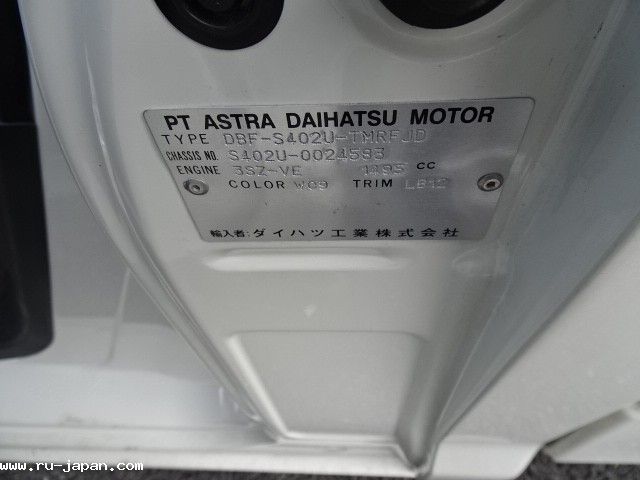 PT ASTRA DAIHATSU MOTOR
TYPE DBF-S402U-TMRFJD
CHASSIS NO. S402U-0024593
ENGINE 3SZ-VE 1495 CC
COLOR W09 TRIM LB12
輸入者:ダイハツ工業株式会社
www.ru-japan.com